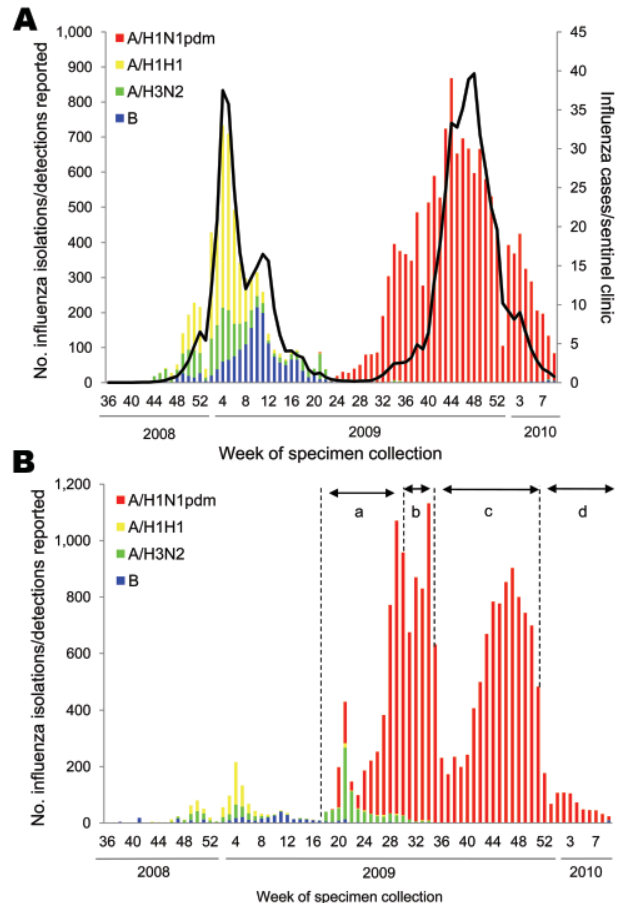 A
No. influenza isolations/detections reported
1,000
900
800
700
600
500
400
300
200
100
0
A/H1N1pdm
A/H1H1
A/H3N2
B
45
40
35
30
25
20
15
10
5
0
Influenza cases/sentinel clinic
36 40 44 48 52 4 8 12 16 20 24 28 32 36 40 44 48 52 3 7
2008 2009 2010
Week of specimen collection
B
No. influenza isolations/detections reported
1,200
1,000
800
600
400
200
0
A/H1N1pdm
A/H1H1
A/H3N2
B
a b c d
36 40 44 48 52 4 8 12 16 20 24 28 32 36 40 44 48 52 3 7
2008 2009 2010
Week of specimen collection